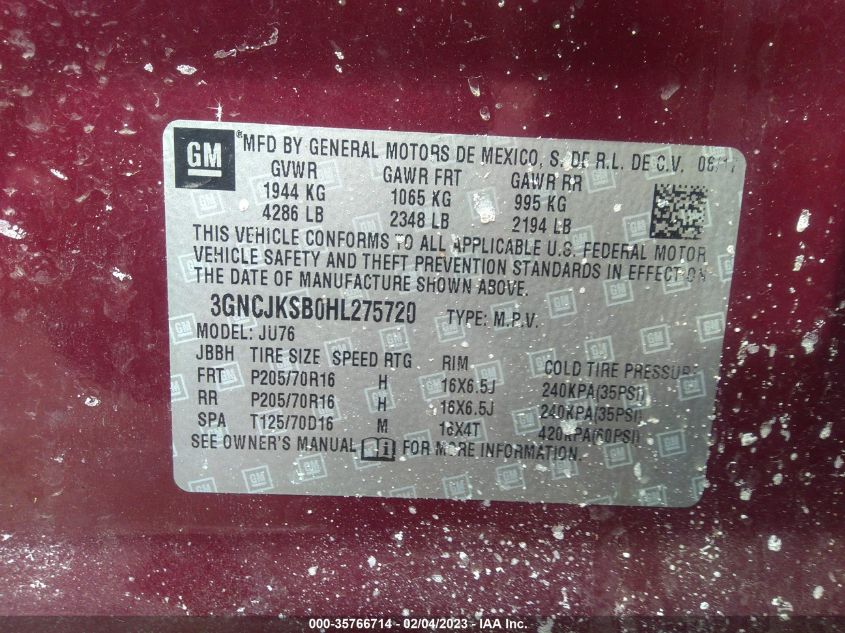 GM ®MFD BY GENERAL MOTORS DE MEXICO, S. DE R.L. DE C.V.
GVWR GAWR FRT GAWR RR
1944 KG 1065 KG 995 KG
4286 LB 2348 LB 2194 LB
THIS VEHICLE CONFORMS TO ALL APPLICABLE U.S. FEDERAL MOTOR
VEHICLE SAFETY AND THEFT PREVENTION STANDARDS IN EFFECT ON
THE DATE OF MANUFACTURE SHOWN ABOVE.
3GNCJKSB0HL275720 TYPE: M.P.V.
MODEL: JU76
JBBH TIRE SIZE SPEED RTG RIM COLD TIRE PRESSURE
FRT P205/70R16 H 16X6.5J 240KPA(35PSI)
RR P205/70R16 H 16X6.5J 240KPA(35PSI)
SPA T125/70D16 M 16X4T 420KPA(60PSI)
SEE OWNER'S MANUAL FOR MORE INFORMATION.
000-35766714 - 02/04/2023 - IAA Inc.